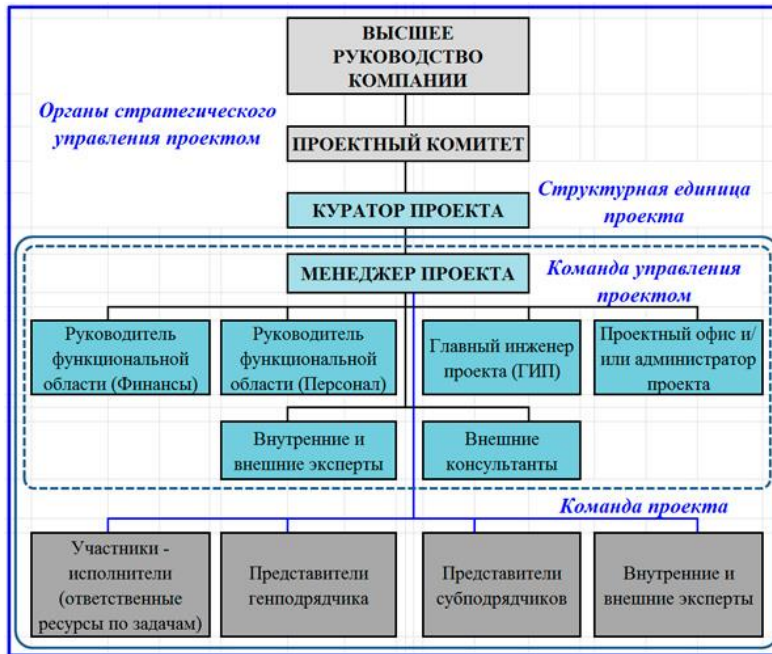 ВЫСШЕЕ
РУКОВОДСТВО
КОМПАНИИ
Органы стратегического
управления проектом
ПРОЕКТНЫЙ КОМИТЕТ
Структурная единица
проекта
КУРАТОР ПРОЕКТА
МЕНЕДЖЕР ПРОЕКТА
Команда управления
проектом
Руководитель
функциональной
области (Финансы)
Руководитель
функциональной
области (Персонал)
Главный инженер
проекта (ГИП)
Проектный офис и/
или администратор
проекта
Внутренние и
внешние эксперты
Внешние
консультанты
Команда проекта
Участники -
исполнители
(ответственные
ресурсы по задачам)
Представители
генподрядчика
Представители
субподрядчиков
Внутренние и
внешние эксперты